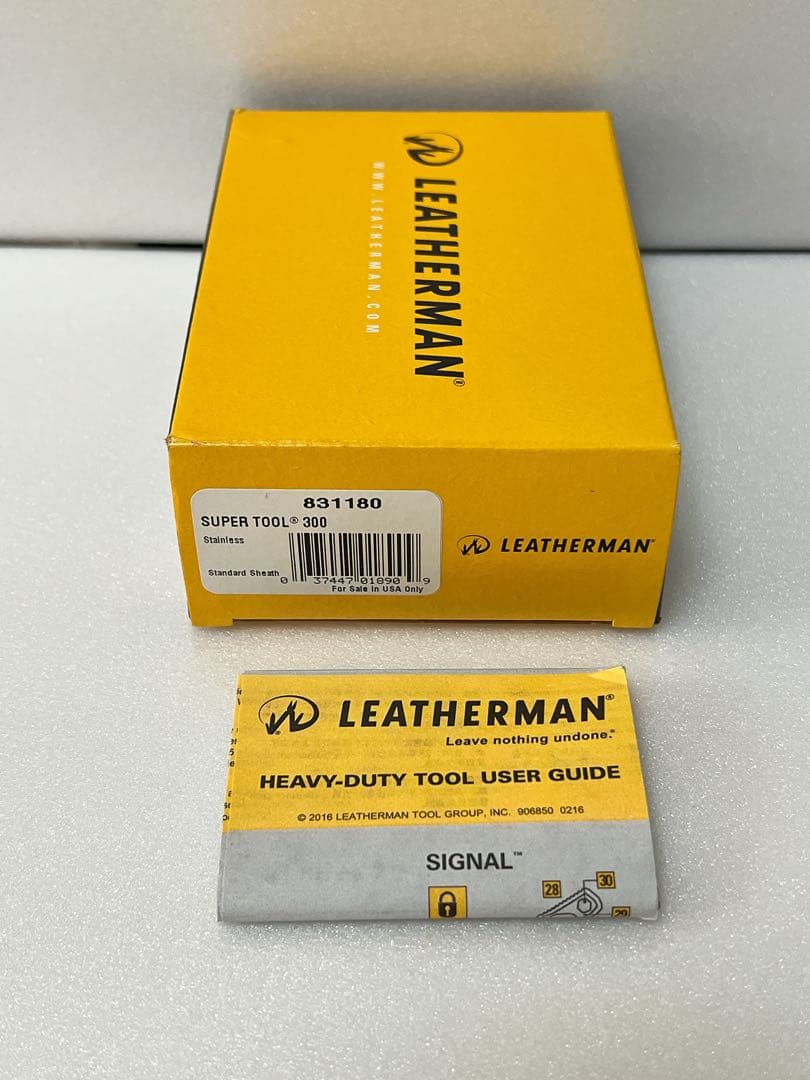 LEATHERMAN®
WWW.LEATHERMAN.COM
831180
SUPER TOOL® 300
Stainless
Standard Sheath
0 37447 01890 9
For Sale in USA Only
LEATHERMAN
LEATHERMAN®
Leave nothing undone.®
HEAVY-DUTY TOOL USER GUIDE
© 2016 LEATHERMAN TOOL GROUP, INC. 906850 0216
SIGNAL™
28
30
29